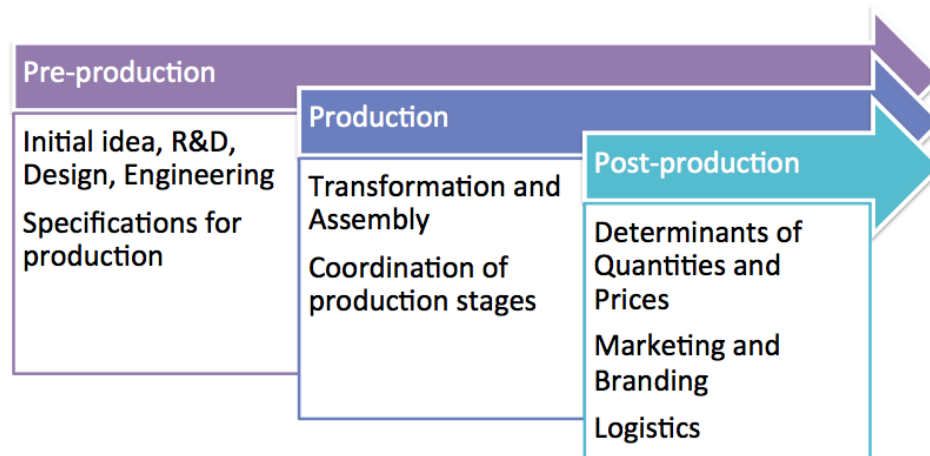 Pre-production
Initial idea, R&D,
Design, Engineering
Specifications for
production
Production
Transformation and
Assembly
Coordination of
production stages
Post-production
Determinants of
Quantities and
Prices
Marketing and
Branding
Logistics